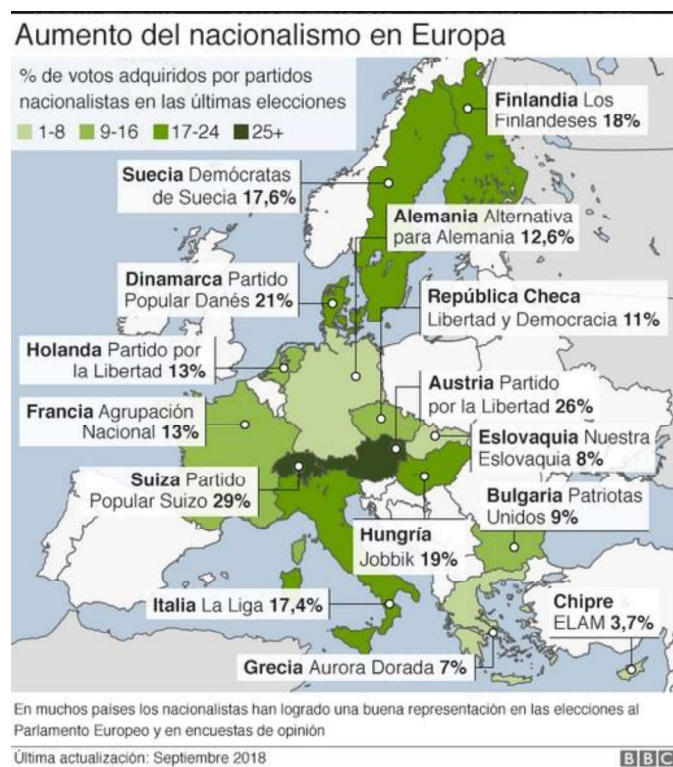 Aumento del nacionalismo en Europa
% de votos adquiridos por partidos
nacionalistas en las últimas elecciones
1-8 9-16 17-24 25+
Finlandia Los
Finlandeses 18%
Suecia Demócratas
de Suecia 17,6%
Alemania Alternativa
para Alemania 12,6%
Dinamarca Partido
Popular Danés 21%
República Checa
Libertad y Democracia 11%
Holanda Partido por
la Libertad 13%
Austria Partido
por la Libertad 26%
Francia Agrupación
Nacional 13%
Eslovaquia Nuestra
Eslovaquia 8%
Suiza Partido
Popular Suizo 29%
Bulgaria Patriotas
Unidos 9%
Hungría
Jobbik 19%
Italia La Liga 17,4%
Chipre
ELAM 3,7%
Grecia Aurora Dorada 7%
En muchos países los nacionalistas han logrado una buena representación en las elecciones al
Parlamento Europeo y en encuestas de opinión
Última actualización: Septiembre 2018
BBC